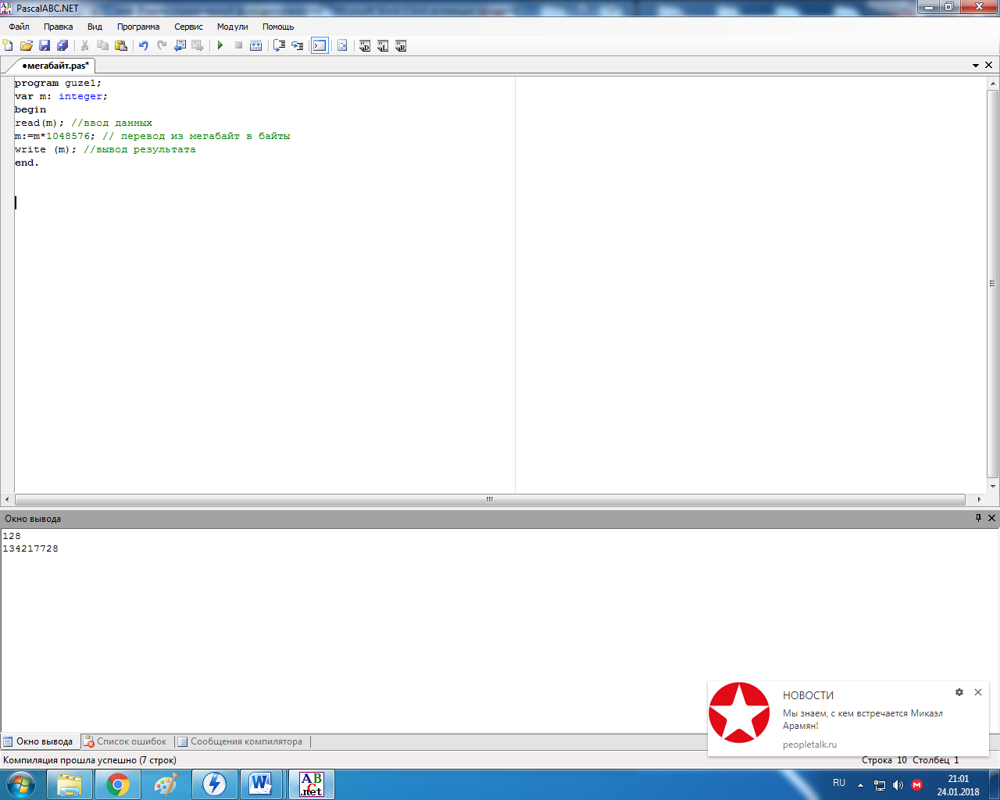 PascalABC.NET
Файл Правка Вид Программа Сервис Модули Помощь
•мегабайт.pas*
program guze1;
var m: integer;
begin
read(m); //ввод данных
m:=m*1048576; // перевод из мегабайт в байты
write (m); //вывод результата
end.
Окно вывода
128
134217728
НОВОСТИ
Мы знаем, с кем встречается Микаэл
Арамян!
peopletalk.ru
Окно вывода Список ошибок Сообщения компилятора
Компиляция прошла успешно (7 строк) Строка 10 Столбец 1
RU 21:01
24.01.2018